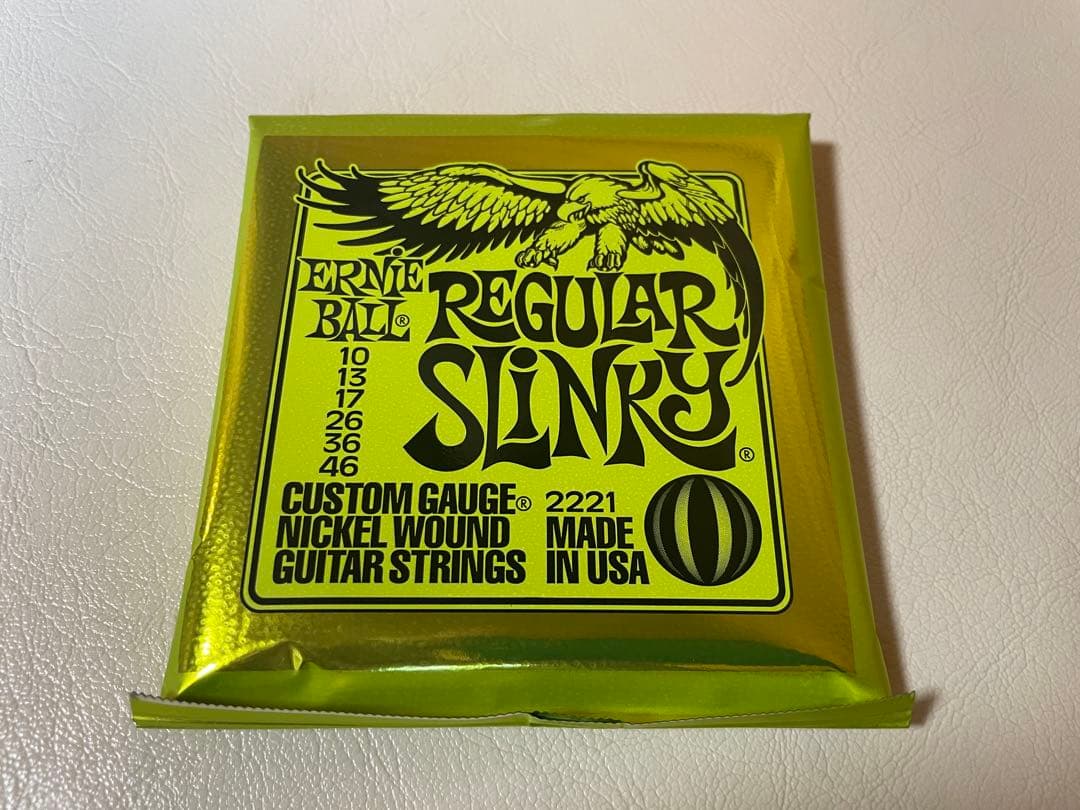 ERNIE
BALL®
REGULAR
SLINKY®
10
13
17
26
36
46
CUSTOM GAUGE®
NICKEL WOUND
GUITAR STRINGS
2221
MADE
IN USA